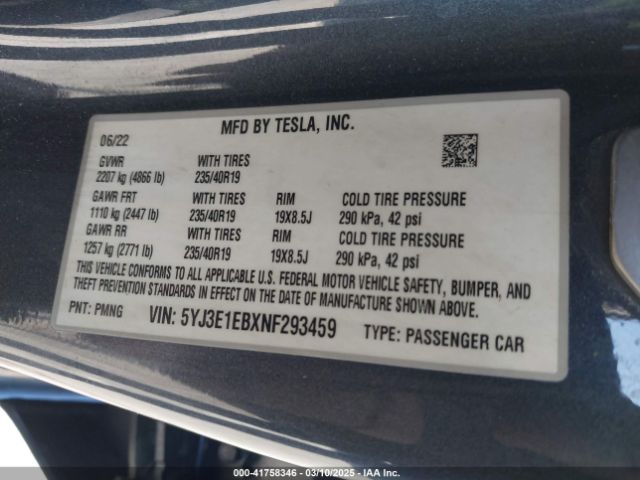 MFD BY TESLA, INC.
06/22
GVWR WITH TIRES
2207 kg (4866 lb) 235/40R19
GAWR FRT WITH TIRES RIM COLD TIRE PRESSURE
1110 kg (2447 lb) 235/40R19 19X8.5J 290 kPa, 42 psi
GAWR RR WITH TIRES RIM COLD TIRE PRESSURE
1257 kg (2771 lb) 235/40R19 19X8.5J 290 kPa, 42 psi
THIS VEHICLE CONFORMS TO ALL APPLICABLE U.S. FEDERAL MOTOR VEHICLE SAFETY, BUMPER, AND
THEFT PREVENTION STANDARDS IN EFFECT ON THE DATE OF MANUFACTURE SHOWN ABOVE.
PNT: PMNG VIN: 5YJ3E1EBXNF293459 TYPE: PASSENGER CAR
000-41758346 - 03/10/2025 - IAA Inc.